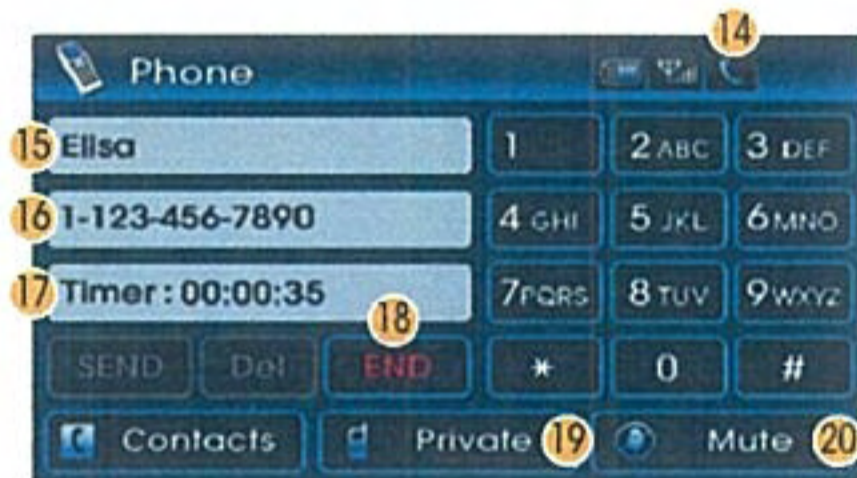 14
Phone
15 Elisa
1
2 ABC
3 DEF
16 1-123-456-7890
4 GHI
5 JKL
6 MNO
17 Timer : 00:00:35
7 PQRS
8 TUV
9 WXYZ
18
SEND
Del
END
*
0
#
Contacts
Private 19
Mute 20